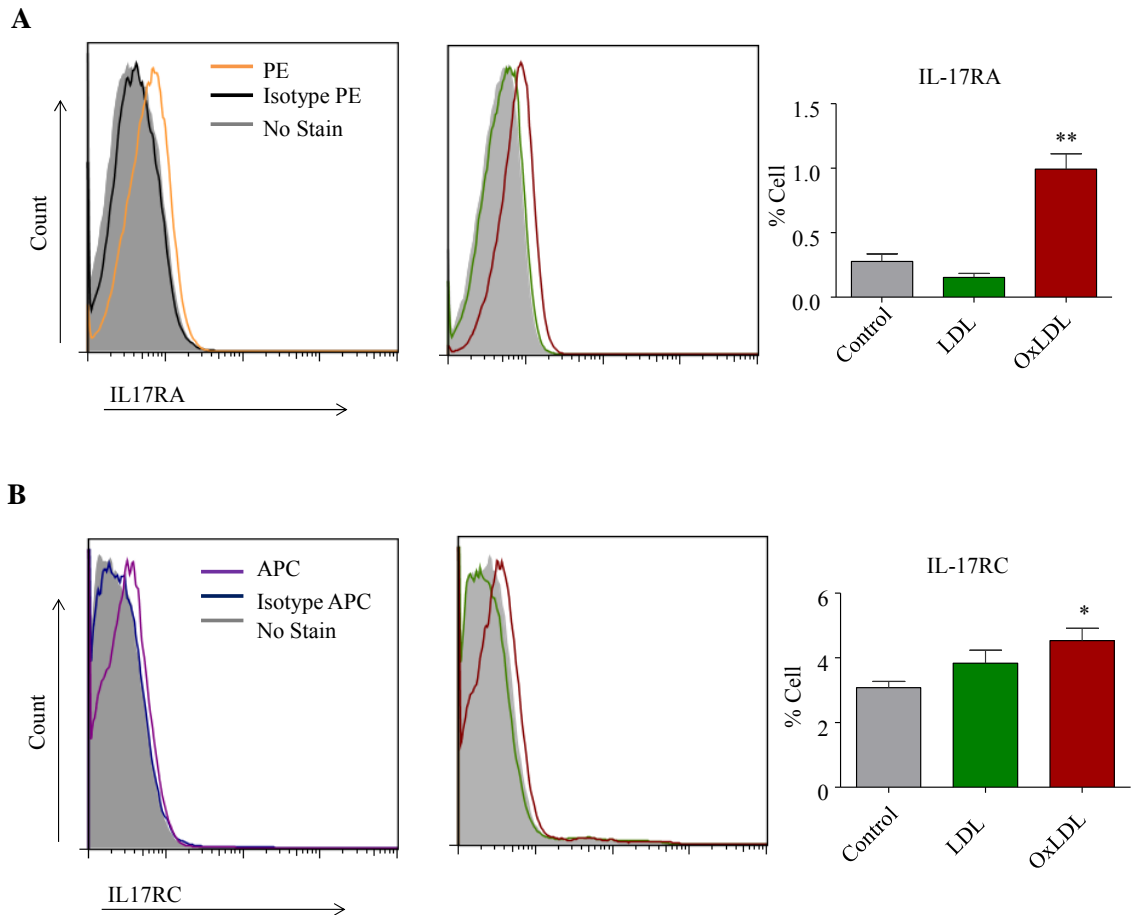 A
PE
Isotype PE
No Stain
Count
IL17RA
IL-17RA
% Cell
1.5
1.0
0.5
0.0
**
Control
LDL
OxLDL
B
APC
Isotype APC
No Stain
Count
IL17RC
IL-17RC
% Cell
6
4
2
0
*
Control
LDL
OxLDL